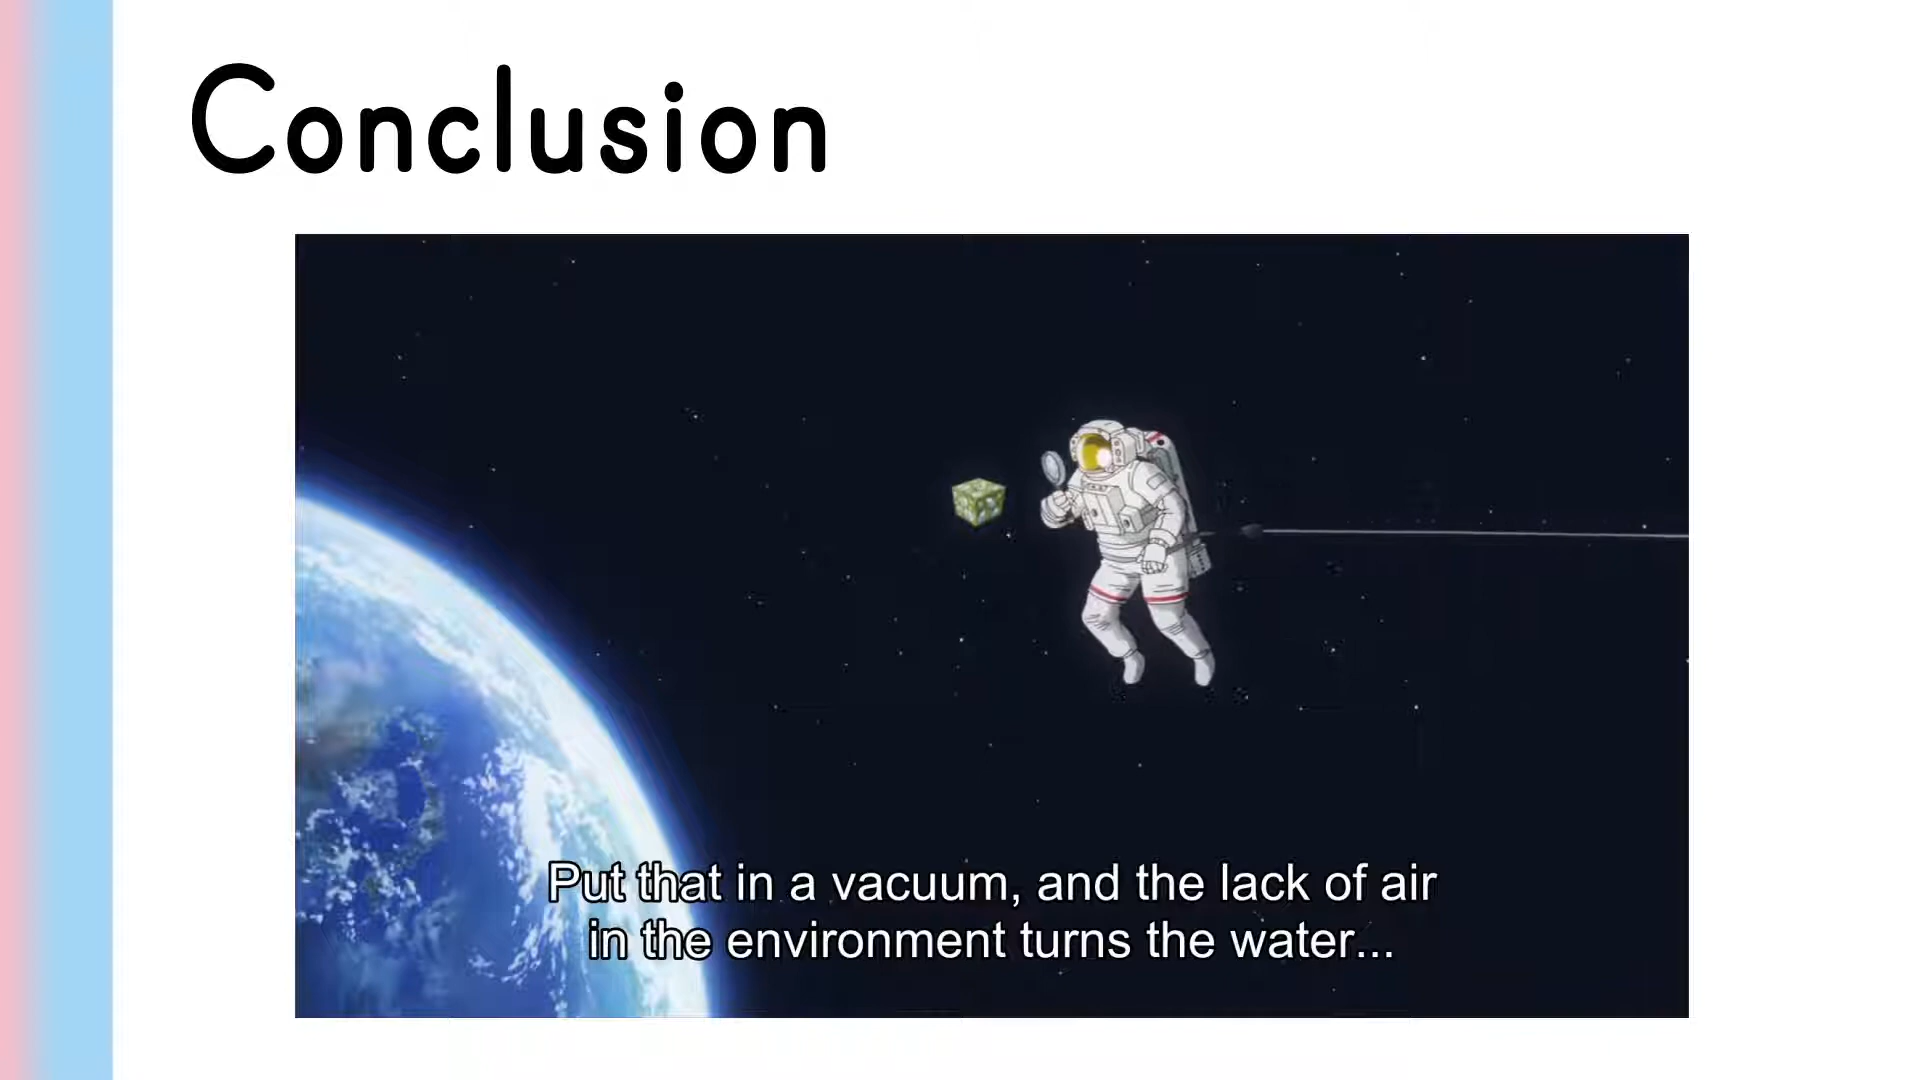 Conclusion
Put that in a vacuum, and the lack of air
in the environment turns the water...